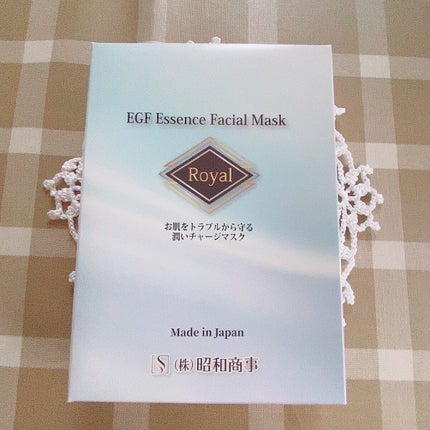 EGF Essence Facial Mask
Royal
お肌をトラブルから守る
潤いチャージマスク
Made in Japan
S (株) 昭和商事